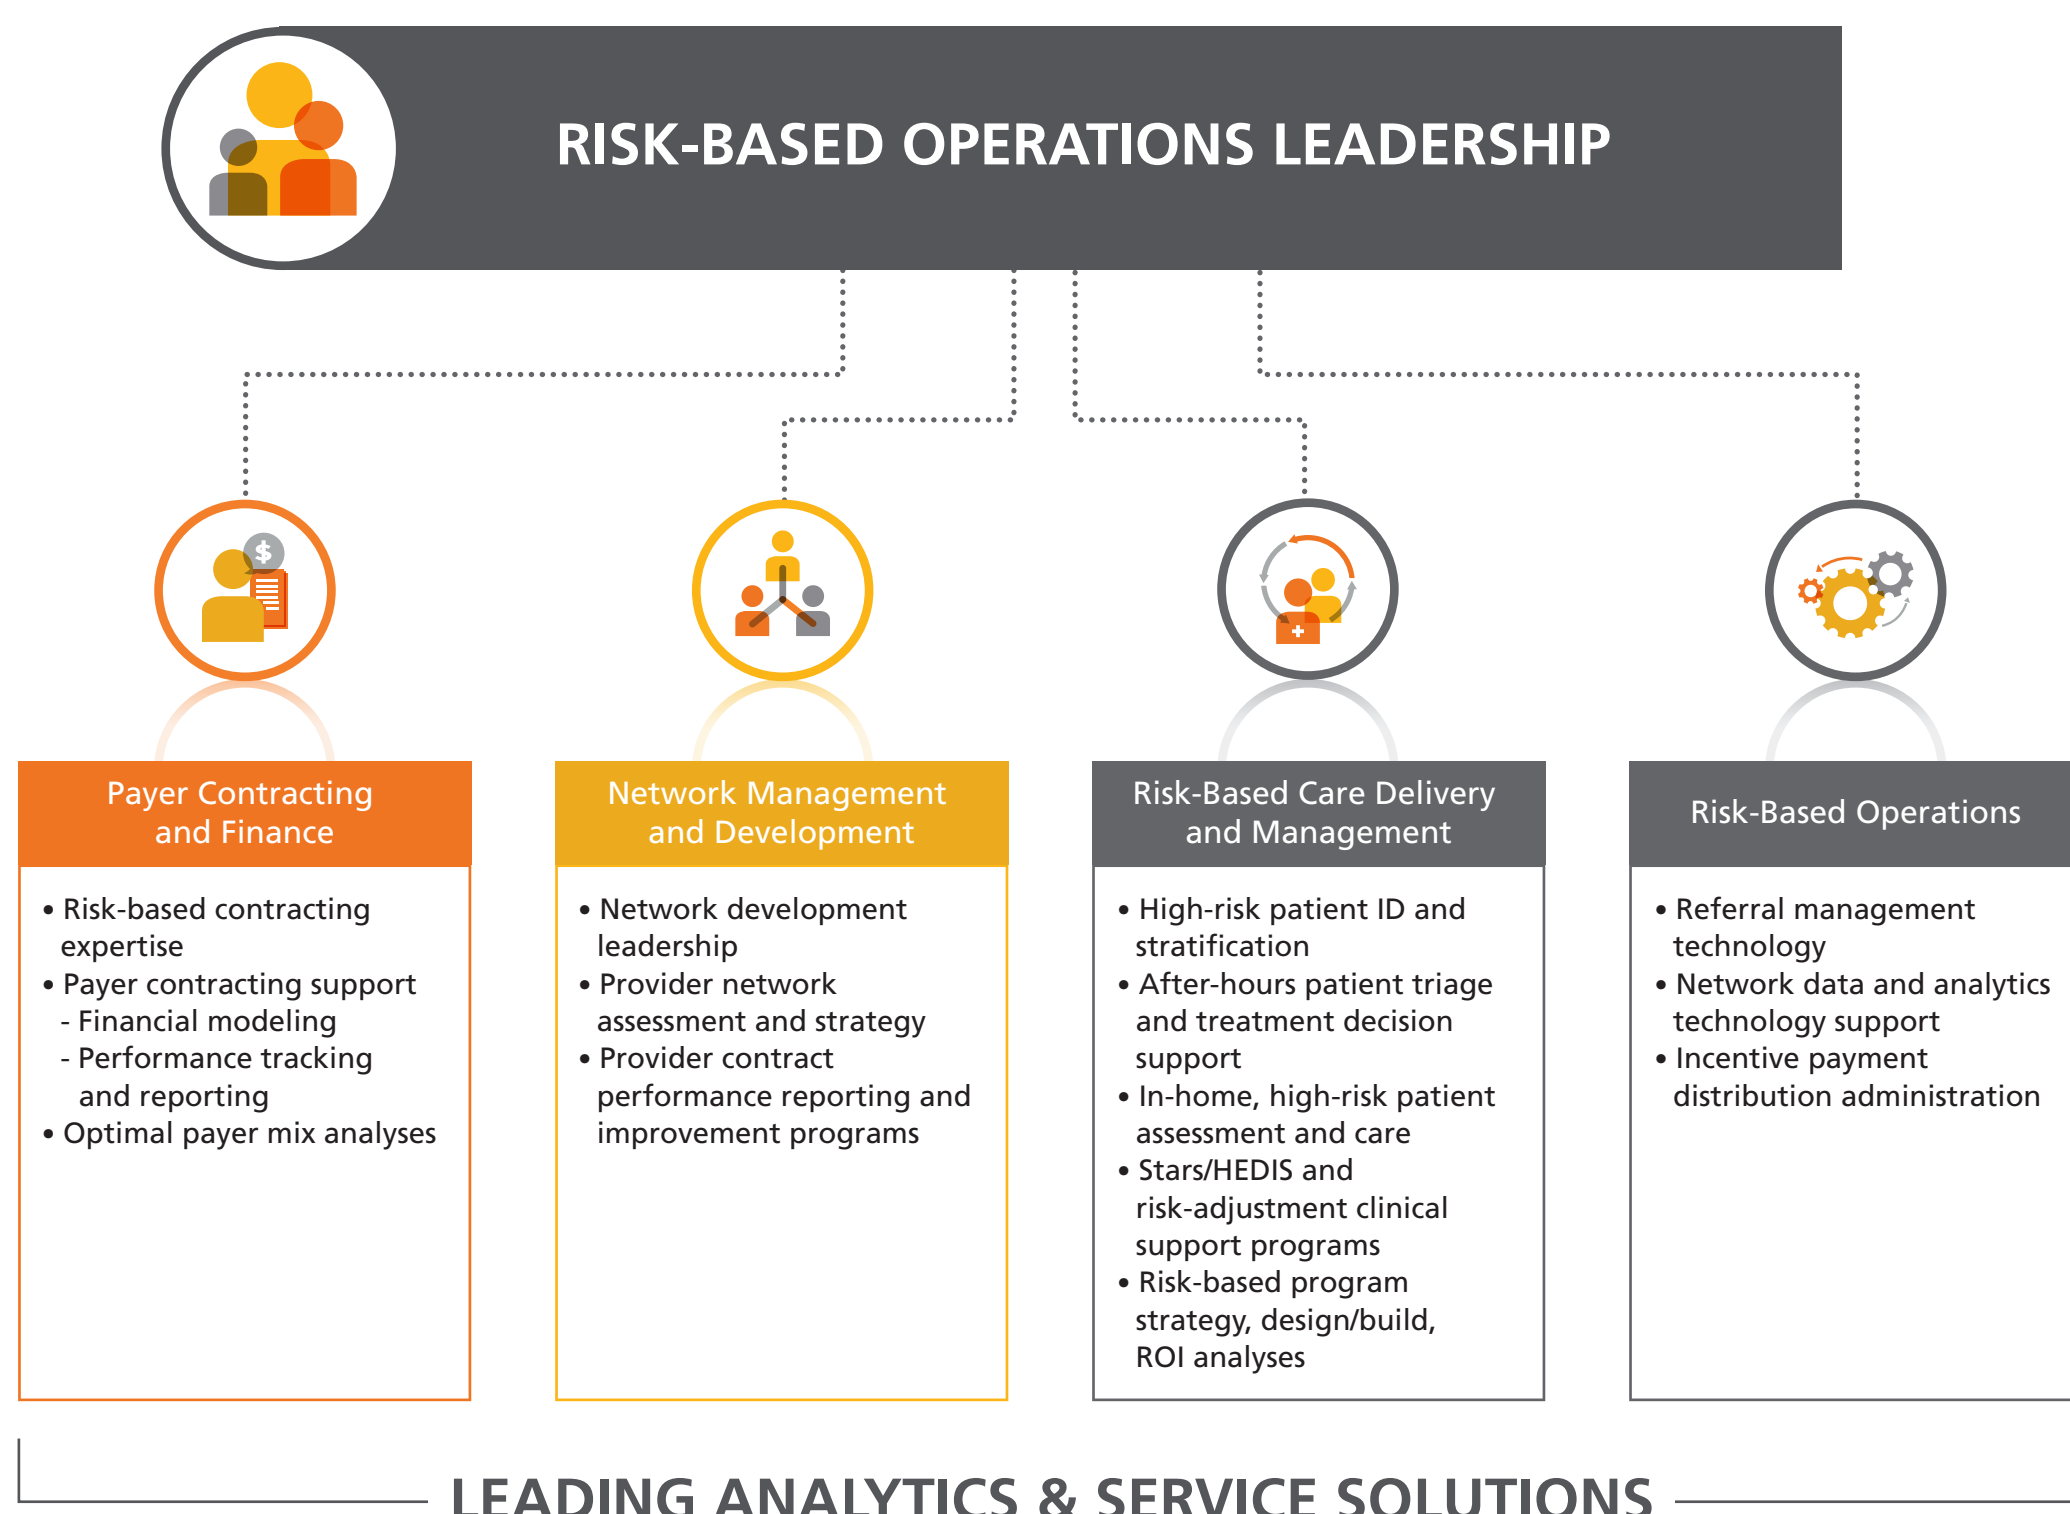 RISK-BASED OPERATIONS LEADERSHIP
$
Payer Contracting
and Finance
• Risk-based contracting
expertise
• Payer contracting support
- Financial modeling
- Performance tracking
and reporting
• Optimal payer mix analyses
Network Management
and Development
• Network development
leadership
• Provider network
assessment and strategy
• Provider contract
performance reporting and
improvement programs
Risk-Based Care Delivery
and Management
• High-risk patient ID and
stratification
• After-hours patient triage
and treatment decision
support
• In-home, high-risk patient
assessment and care
• Stars/HEDIS and
risk-adjustment clinical
support programs
• Risk-based program
strategy, design/build,
ROI analyses
Risk-Based Operations
• Referral management
technology
• Network data and analytics
technology support
• Incentive payment
distribution administration
LEADING ANALYTICS & SERVICE SOLUTIONS